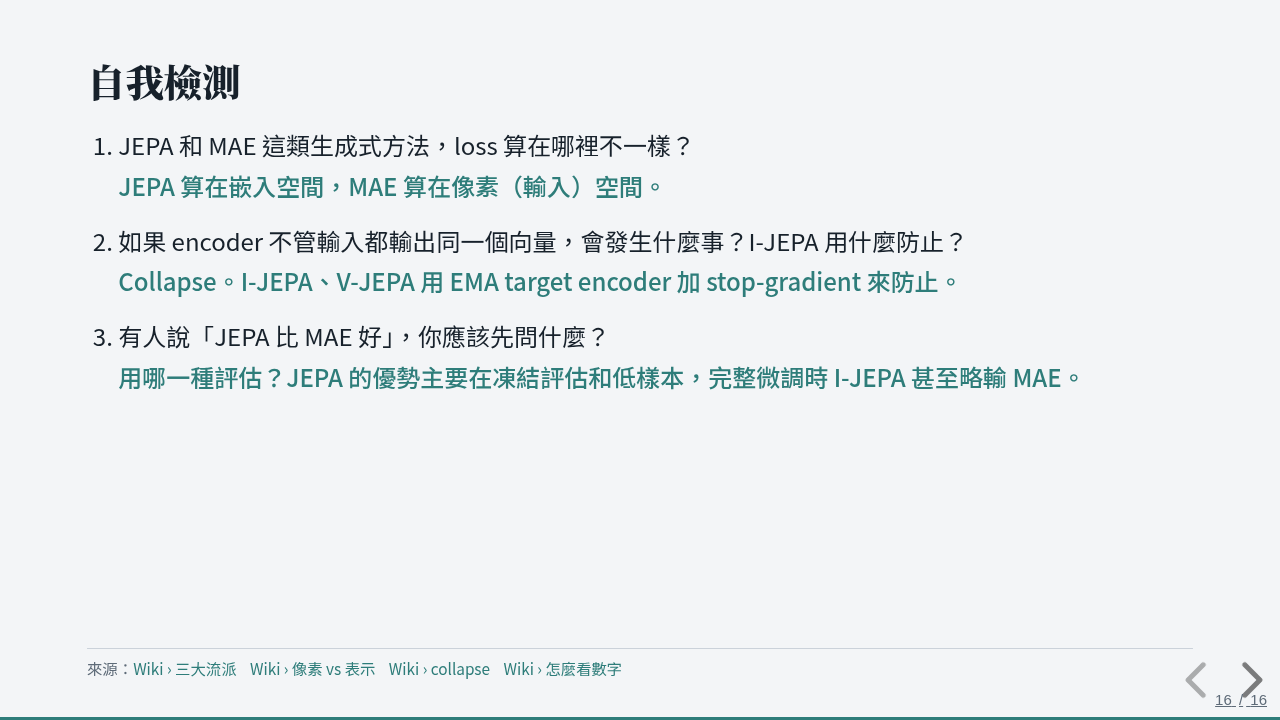 自我檢測
1. JEPA 和 MAE 這類生成式方法，loss 算在哪裡不一樣？
JEPA 算在嵌入空間，MAE 算在像素（輸入）空間。
2. 如果 encoder 不管輸入都輸出同一個向量，會發生什麼事？I-JEPA 用什麼防止？
Collapse。I-JEPA、V-JEPA 用 EMA target encoder 加 stop-gradient 來防止。
3. 有人說「JEPA 比 MAE 好」，你應該先問什麼？
用哪一種評估？JEPA 的優勢主要在凍結評估和低樣本，完整微調時 I-JEPA 甚至略輸 MAE。
來源：Wiki › 三大流派 Wiki › 像素 vs 表示 Wiki › collapse Wiki › 怎麼看數字
16 / 16